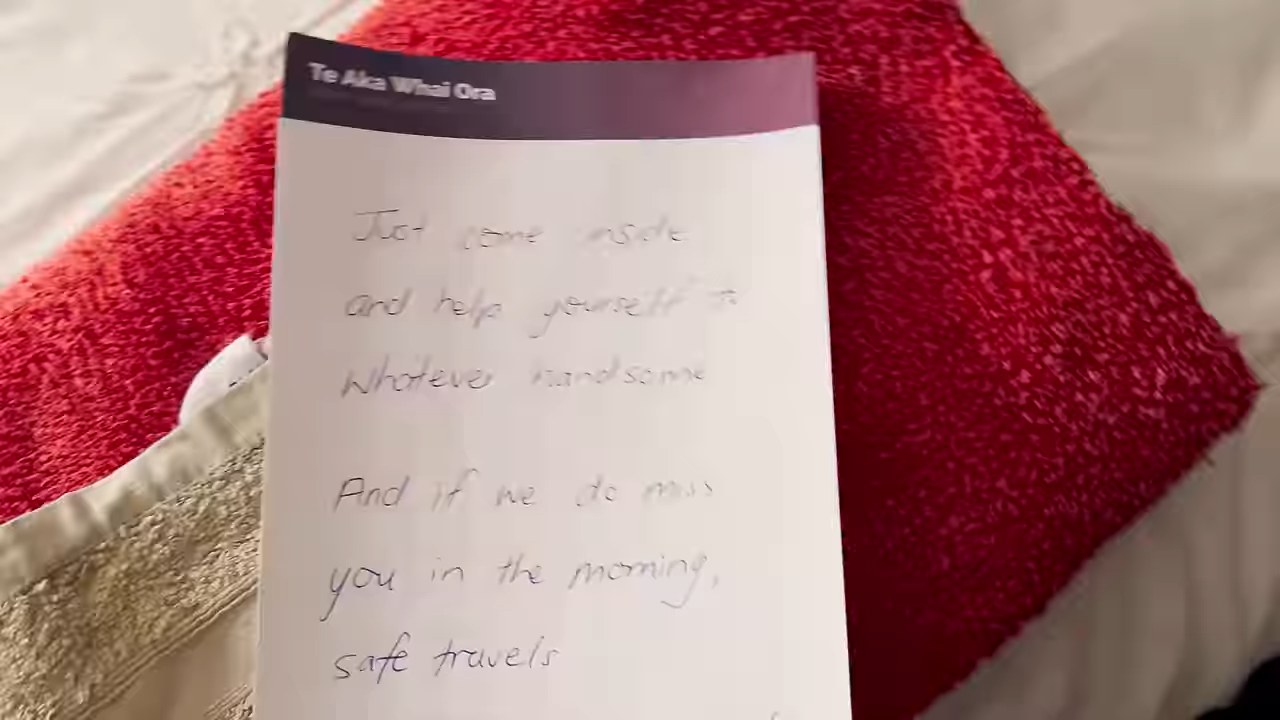 Te Aka Whai Ora
Just come inside
and help yourself to
whatever handsome
And if we do miss
you in the morning,
safe travels